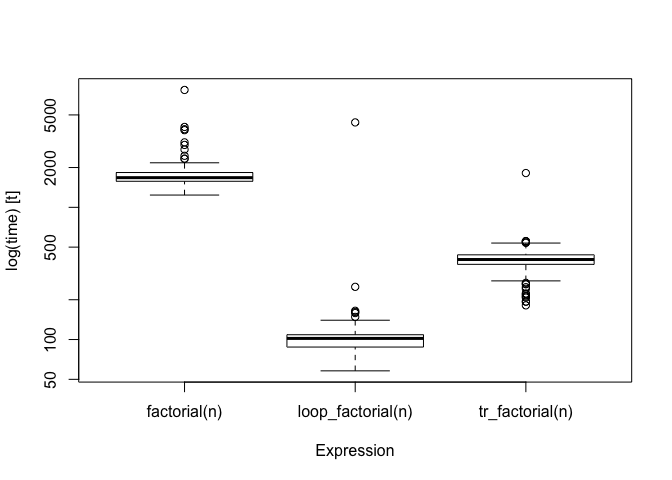 log(time) [t]
5000
2000
500
100
50
factorial(n)
loop_factorial(n)
tr_factorial(n)
Expression